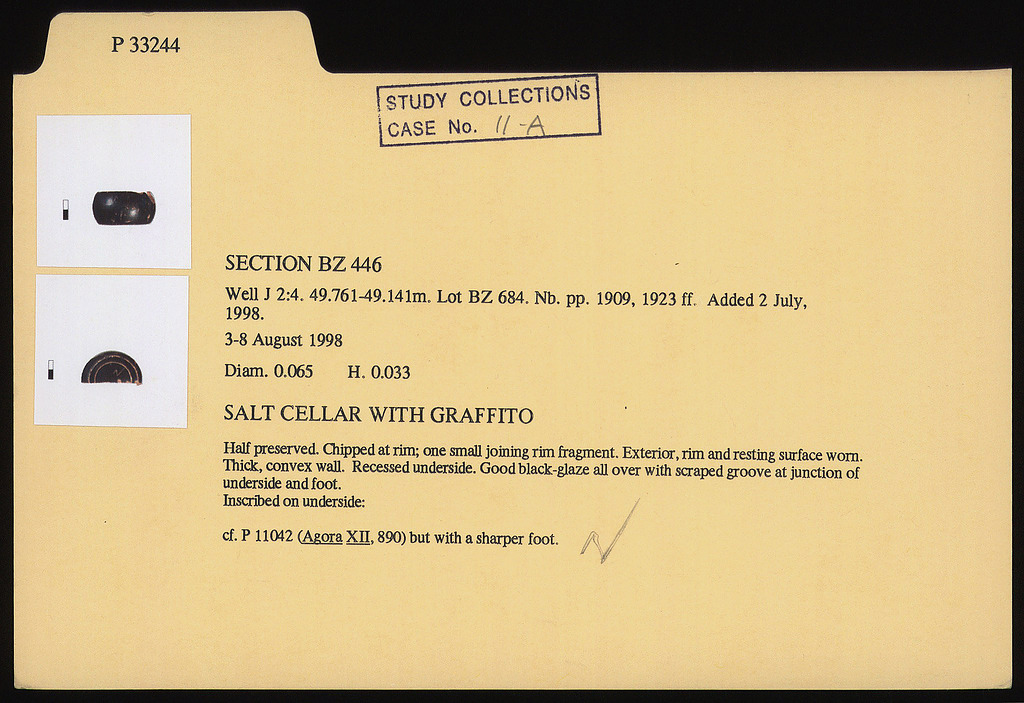 P 33244
STUDY COLLECTIONS
CASE No. 11-A
SECTION BZ 446
Well J 2:4. 49.761-49.141m. Lot BZ 684. Nb. pp. 1909, 1923 ff. Added 2 July,
1998.
3-8 August 1998
Diam. 0.065 H. 0.033
SALT CELLAR WITH GRAFFITO
Half preserved. Chipped at rim; one small joining rim fragment. Exterior, rim and resting surface worn.
Thick, convex wall. Recessed underside. Good black-glaze all over with scraped groove at junction of
underside and foot.
Inscribed on underside:
cf. P 11042 (Agora XII, 890) but with a sharper foot.